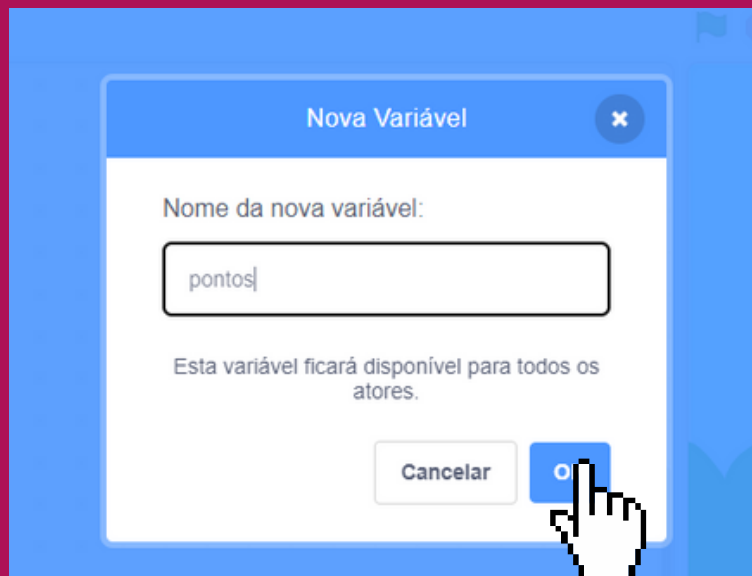 Nova Variável
Nome da nova variável:
pontos
Esta variável ficará disponível para todos os
atores.
Cancelar